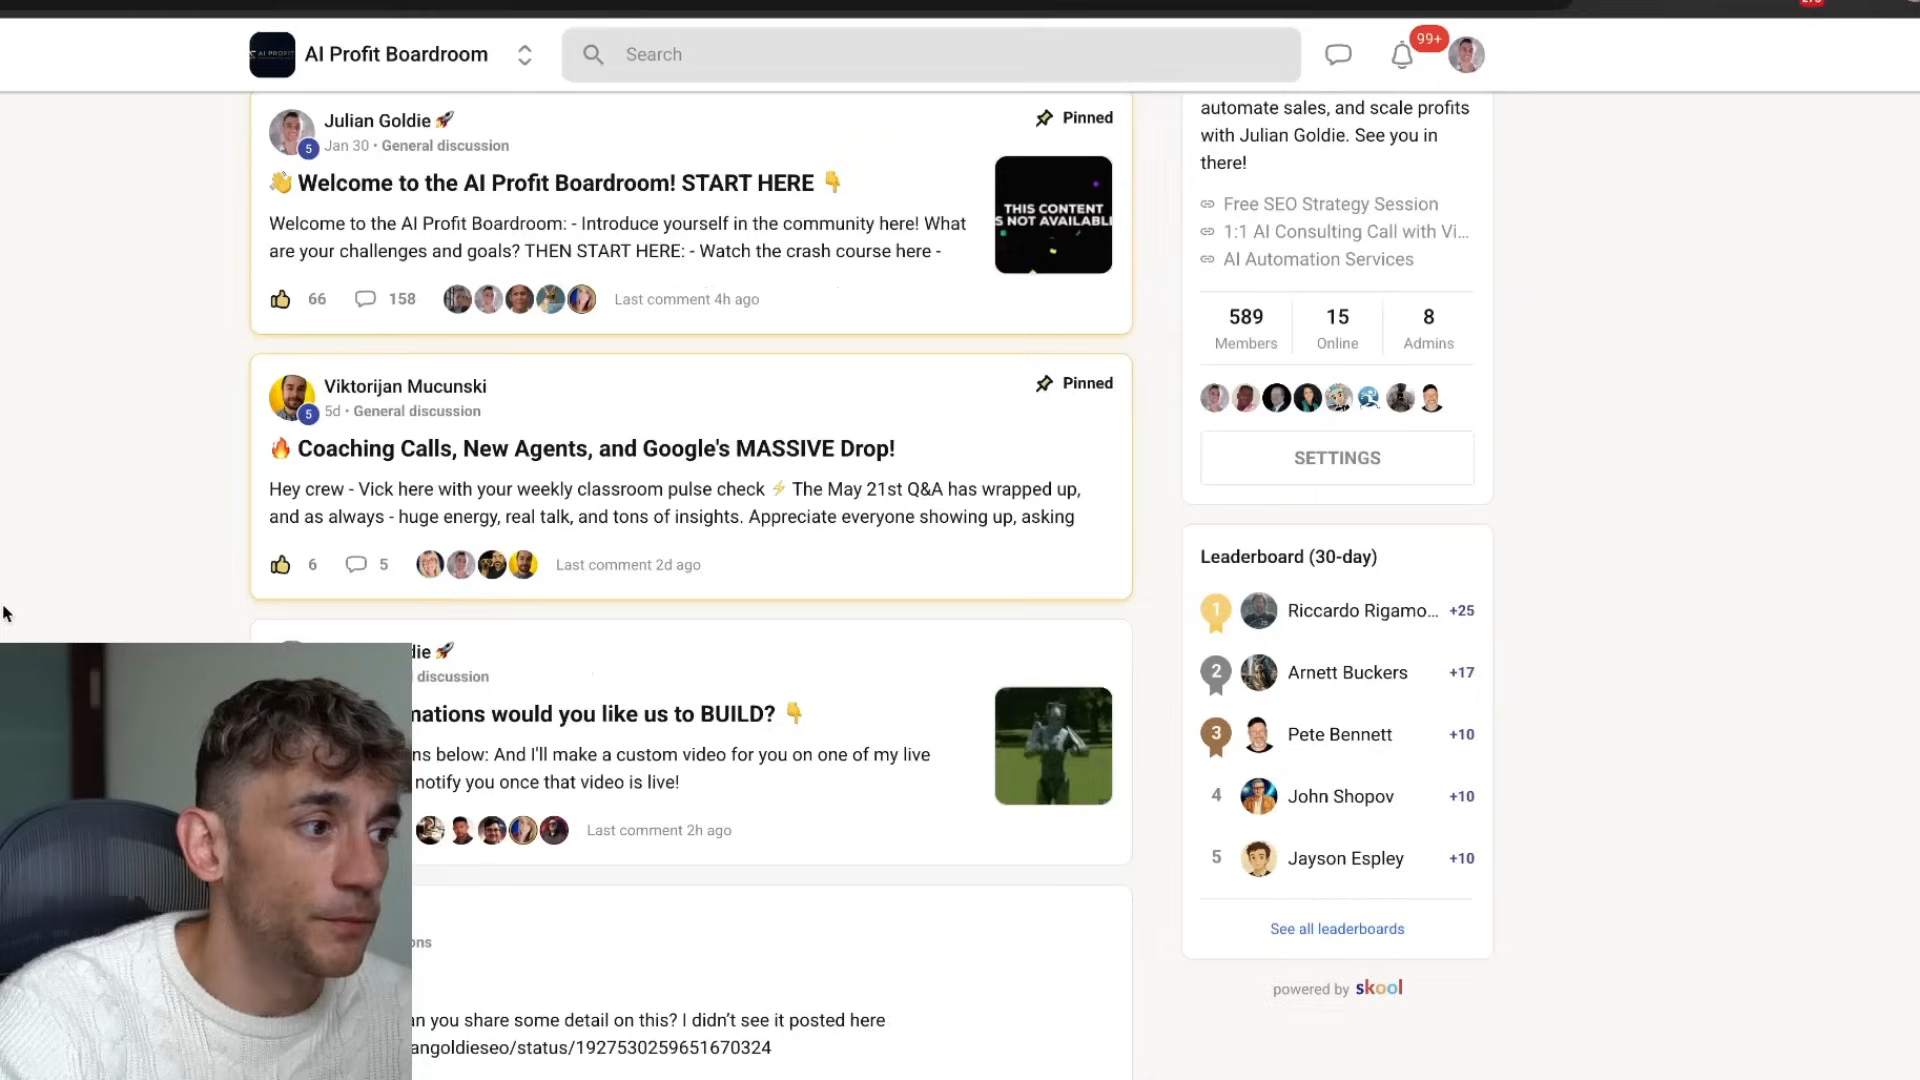 AI Profit Boardroom
Search
99+
automate sales, and scale profits
with Julian Goldie. See you in
there!
Free SEO Strategy Session
1:1 AI Consulting Call with Vi...
AI Automation Services
589
Members
15
Online
8
Admins
SETTINGS
Julian Goldie 🚀
5
Jan 30 • General discussion
Pinned
👋 Welcome to the AI Profit Boardroom! START HERE 👇
Welcome to the AI Profit Boardroom: - Introduce yourself in the community here! What
are your challenges and goals? THEN START HERE: - Watch the crash course here -
THIS CONTENT
S NOT AVAILABL
66
158
Last comment 4h ago
Viktorijan Mucunski
5
5d • General discussion
Pinned
🔥 Coaching Calls, New Agents, and Google's MASSIVE Drop!
Hey crew - Vick here with your weekly classroom pulse check ⚡ The May 21st Q&A has wrapped up,
and as always - huge energy, real talk, and tons of insights. Appreciate everyone showing up, asking
6
5
Last comment 2d ago
die 🚀
discussion
mations would you like us to BUILD? 👇
ns below: And I'll make a custom video for you on one of my live
notify you once that video is live!
Last comment 2h ago
ons
an you share some detail on this? I didn't see it posted here
angoldieseo/status/1927530259651670324
Leaderboard (30-day)
1
Riccardo Rigamo... +25
2
Arnett Buckers +17
3
Pete Bennett +10
4
John Shopov +10
5
Jayson Espley +10
See all leaderboards
powered by skool